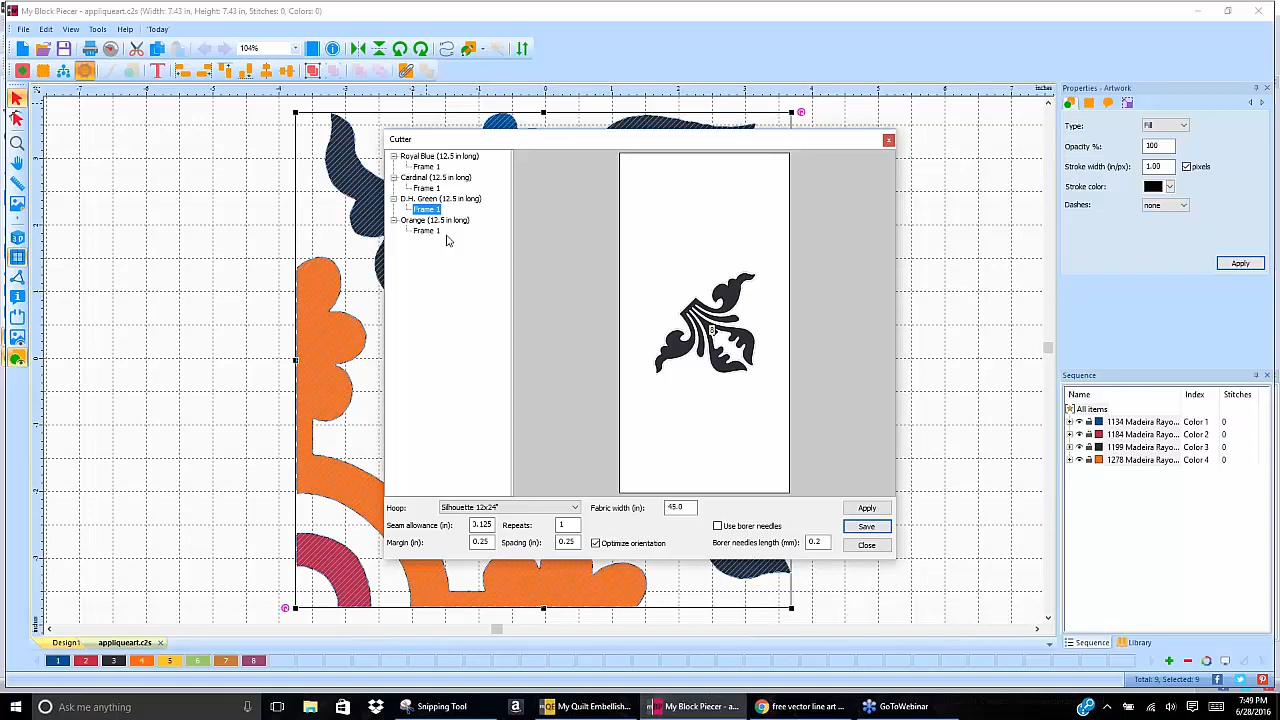 My Block Piecer - appliqueart.c2s (Width: 7.43 in, Height: 7.43 in, Stitches: 0, Colors: 0)
File Edit View Tools Help 'Today'
104%
inches
Properties - Artwork
Type: Fill
Opacity %: 100
Stroke width (in/px): 1.00 pixels
Stroke color:
Dashes: none
Apply
Cutter
Royal Blue (12.5 in long)
Frame 1
Cardinal (12.5 in long)
Frame 1
D.H. Green (12.5 in long)
Frame 1
Orange (12.5 in long)
Frame 1
Hoop: Silhouette 12x24" Fabric width (in): 45.0 Apply
Seam allowance (in): 0.125 Repeats: 1 Use borer needles Save
Margin (in): 0.25 Spacing (in): 0.25 Optimize orientation Borer needles length (mm): 0.2 Close
Sequence
Name Index Stitches
All items
1134 Madeira Rayo... Color 1 0
1184 Madeira Rayo... Color 2 0
1199 Madeira Rayo... Color 3 0
1278 Madeira Rayo... Color 4 0
Design1 appliqueart.c2s
Sequence Library
1 2 3 4 5 6 7 8
Total: 9, Selected: 9
Ask me anything
Snipping Tool
My Quilt Embellish...
My Block Piecer - a...
free vector line art ...
GoToWebinar
7:49 PM
6/28/2016